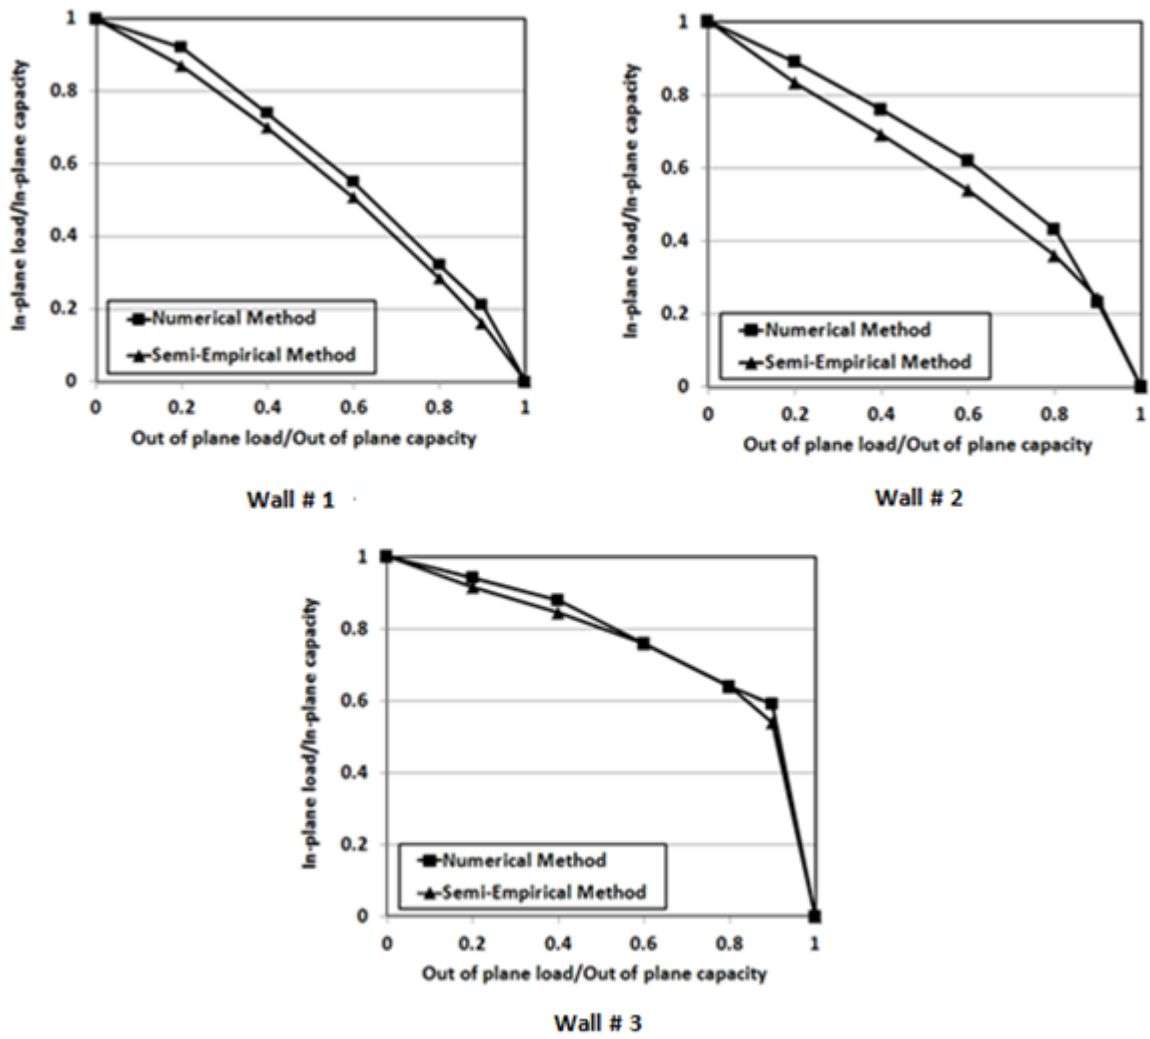 In-plane load/In-plane capacity
1
0.8
0.6
0.4
0.2
0
Numerical Method
Semi-Empirical Method
0 0.2 0.4 0.6 0.8 1
Out of plane load/Out of plane capacity
Wall # 1
In-plane load/In-plane capacity
1
0.8
0.6
0.4
0.2
0
Numerical Method
Semi-Empirical Method
0 0.2 0.4 0.6 0.8 1
Out of plane load/Out of plane capacity
Wall # 2
In-plane load/In-plane capacity
1
0.8
0.6
0.4
0.2
0
Numerical Method
Semi-Empirical Method
0 0.2 0.4 0.6 0.8 1
Out of plane load/Out of plane capacity
Wall # 3